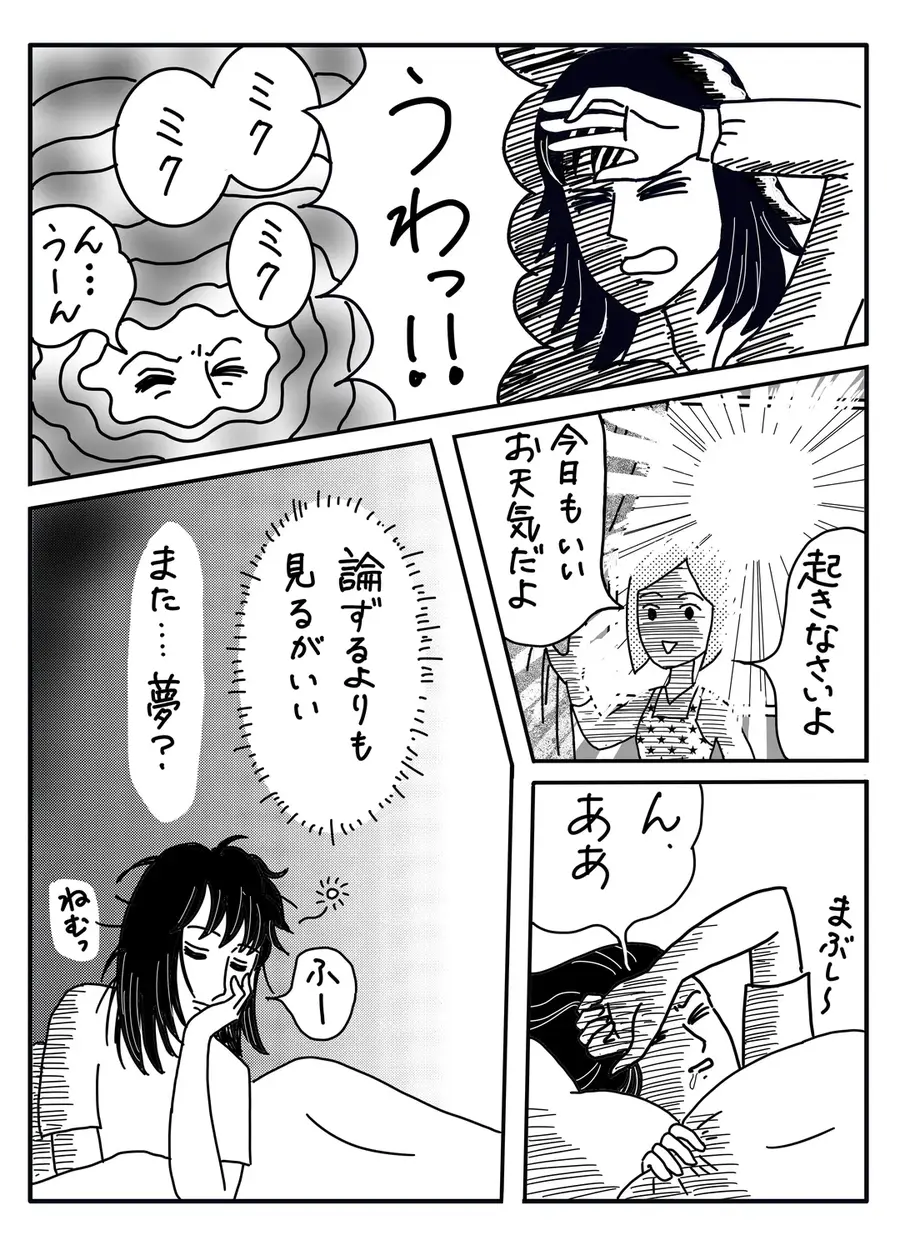 うわっ!!
ミク
ミク
ミク
ん…
うーん
起きなさいよ
今日もいい
お天気だよ
ん.
ああ
まぶし〜
論ずるよりも
見るがいい
また…夢?
ふー
ねむっ